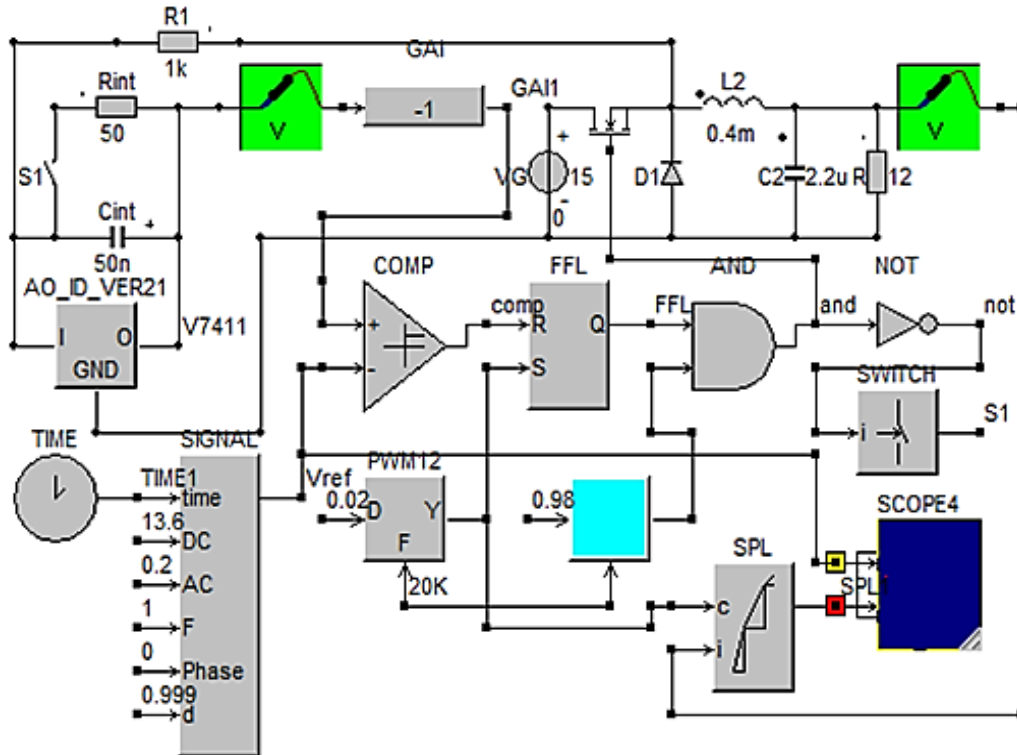 R1
1k
GAI
Rint
50
V
-1
GAI1
L2
0.4m
V
S1
VG
+
15
-
0
D1
C2
2.2u
R
12
Cint
+
50n
AO_ID_VER21
I
O
GND
V7411
COMP
+
-
comp
FFL
R
Q
S
FFL
AND
and
NOT
not
SWITCH
i
S1
TIME
TIME1
SIGNAL
time
13.6
DC
0.2
AC
1
F
0
Phase
0.999
d
Vref
PWM12
0.02
D
Y
F
20K
0.98
SPL
c
i
SCOPE4